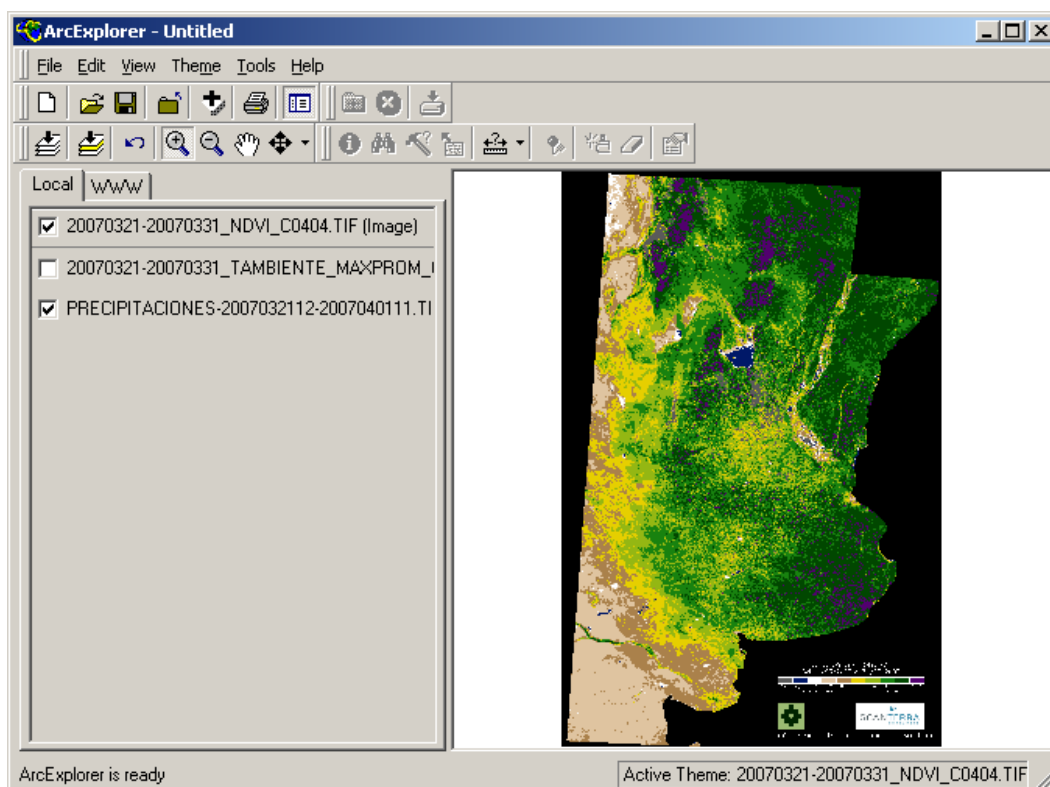 ArcExplorer - Untitled
File Edit View Theme Tools Help
Local WWW
20070321-20070331_NDVI_C0404.TIF (Image)
20070321-20070331_TAMBIENTE_MAXPROM_
PRECIPITACIONES-2007032112-2007040111.TI
SCANTERRA
ArcExplorer is ready
Active Theme: 20070321-20070331_NDVI_C0404.TIF